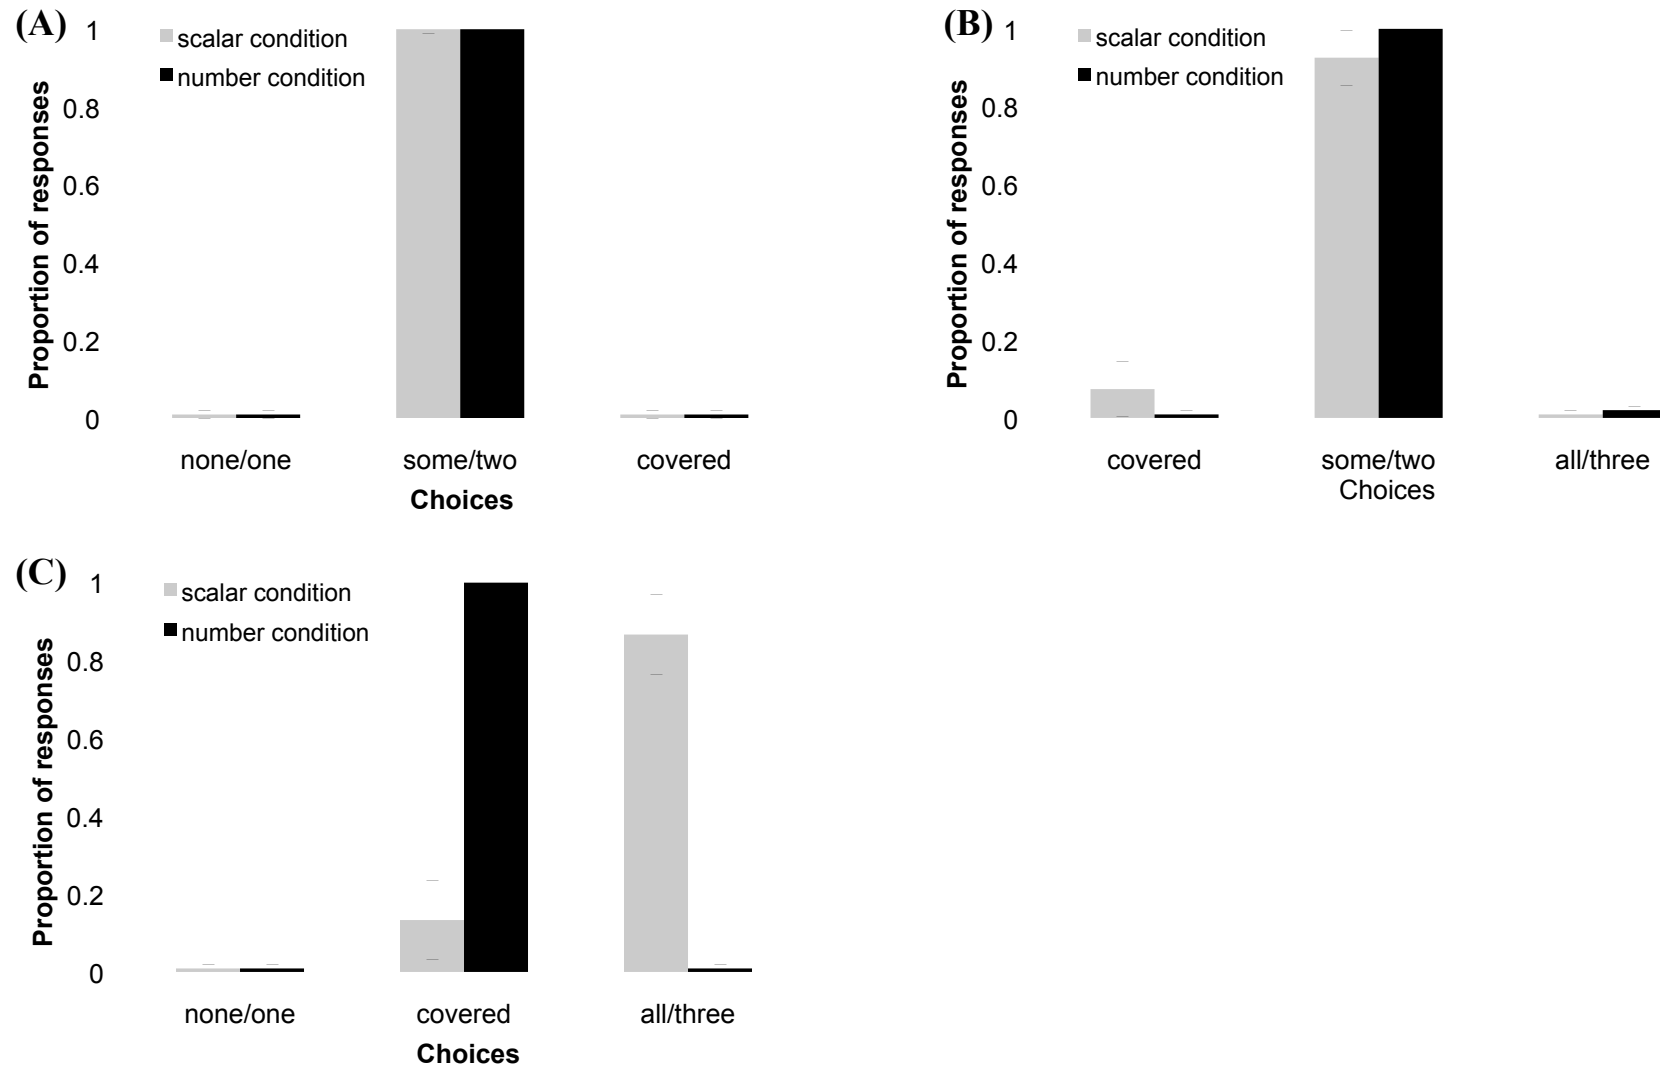 (A)
scalar condition
number condition
Proportion of responses
1
0.8
0.6
0.4
0.2
0
none/one some/two covered
Choices
(B)
scalar condition
number condition
Proportion of responses
1
0.8
0.6
0.4
0.2
0
covered some/two all/three
Choices
(C)
scalar condition
number condition
Proportion of responses
1
0.8
0.6
0.4
0.2
0
none/one covered all/three
Choices